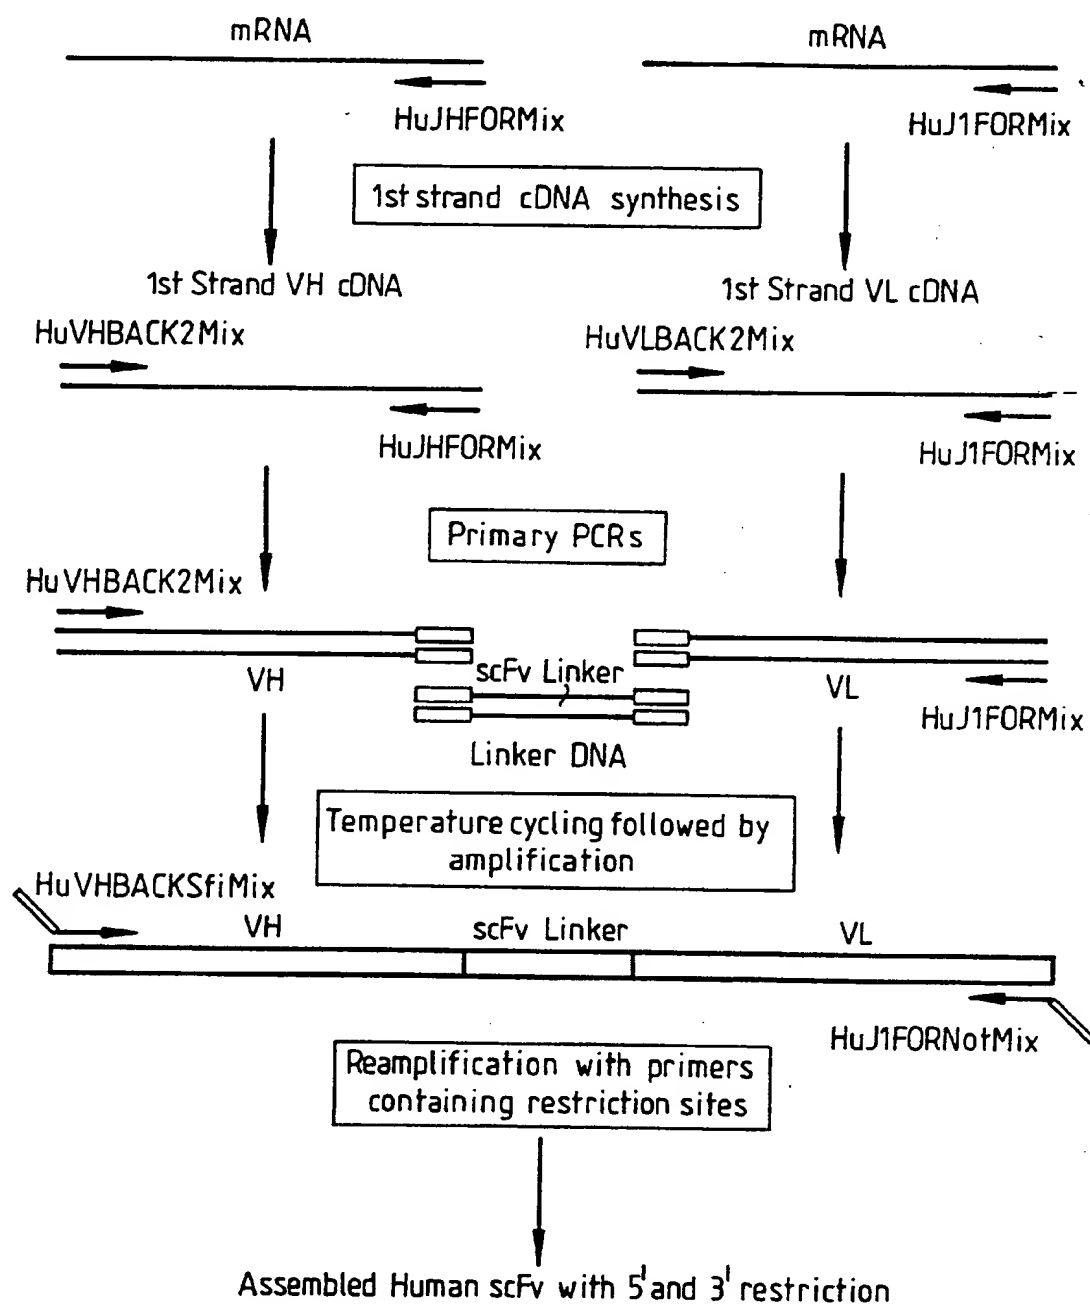 mRNA
mRNA
HuJHFORMix
HuJ1FORMix
1st strand cDNA synthesis
1st Strand VH cDNA
1st Strand VL cDNA
HuVHBACK2Mix
HuVLBACK2Mix
HuJHFORMix
HuJ1FORMix
Primary PCRs
HuVHBACK2Mix
VH
scFv Linker
VL
HuJ1FORMix
Linker DNA
Temperature cycling followed by
amplification
HuVHBACKSfiMix
VH
scFv Linker
VL
HuJ1FORNotMix
Reamplification with primers
containing restriction sites
Assembled Human scFv with 5' and 3' restriction